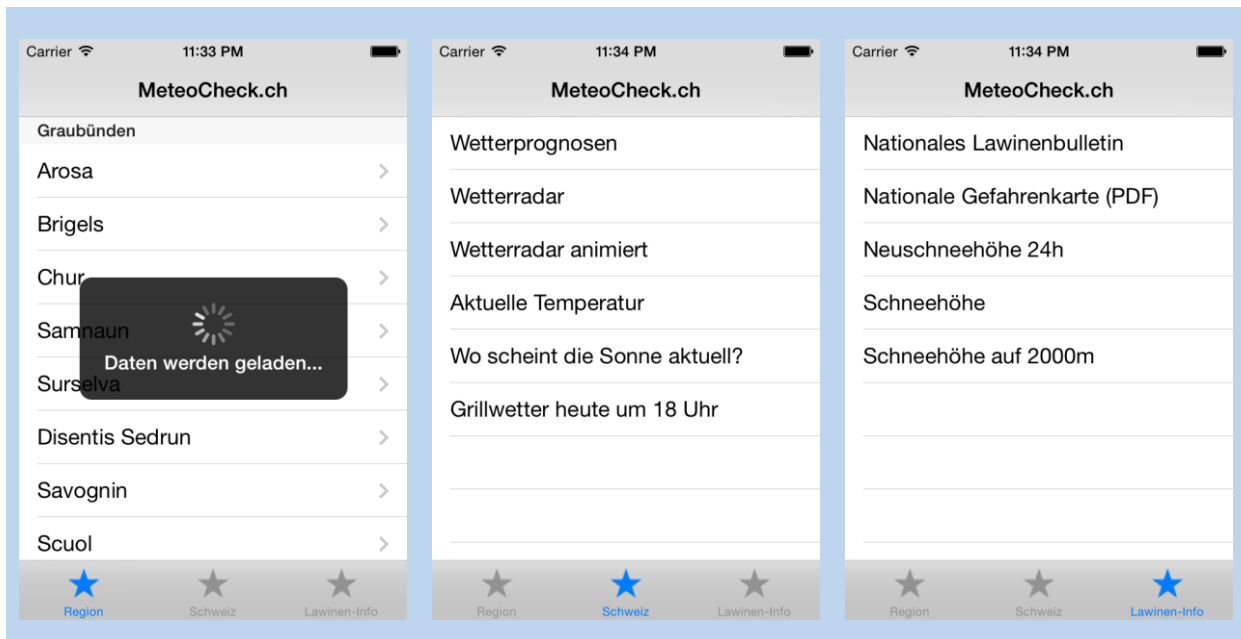 Carrier 11:33 PM
MeteoCheck.ch
Graubünden
Arosa
Brigels
Chur
Samnaun
Daten werden geladen...
Surselva
Disentis Sedrun
Savognin
Scuol
Region Schweiz Lawinen-Info
Carrier 11:34 PM
MeteoCheck.ch
Wetterprognosen
Wetterradar
Wetterradar animiert
Aktuelle Temperatur
Wo scheint die Sonne aktuell?
Grillwetter heute um 18 Uhr
Region Schweiz Lawinen-Info
Carrier 11:34 PM
MeteoCheck.ch
Nationales Lawinenbulletin
Nationale Gefahrenkarte (PDF)
Neuschneehöhe 24h
Schneehöhe
Schneehöhe auf 2000m
Region Schweiz Lawinen-Info